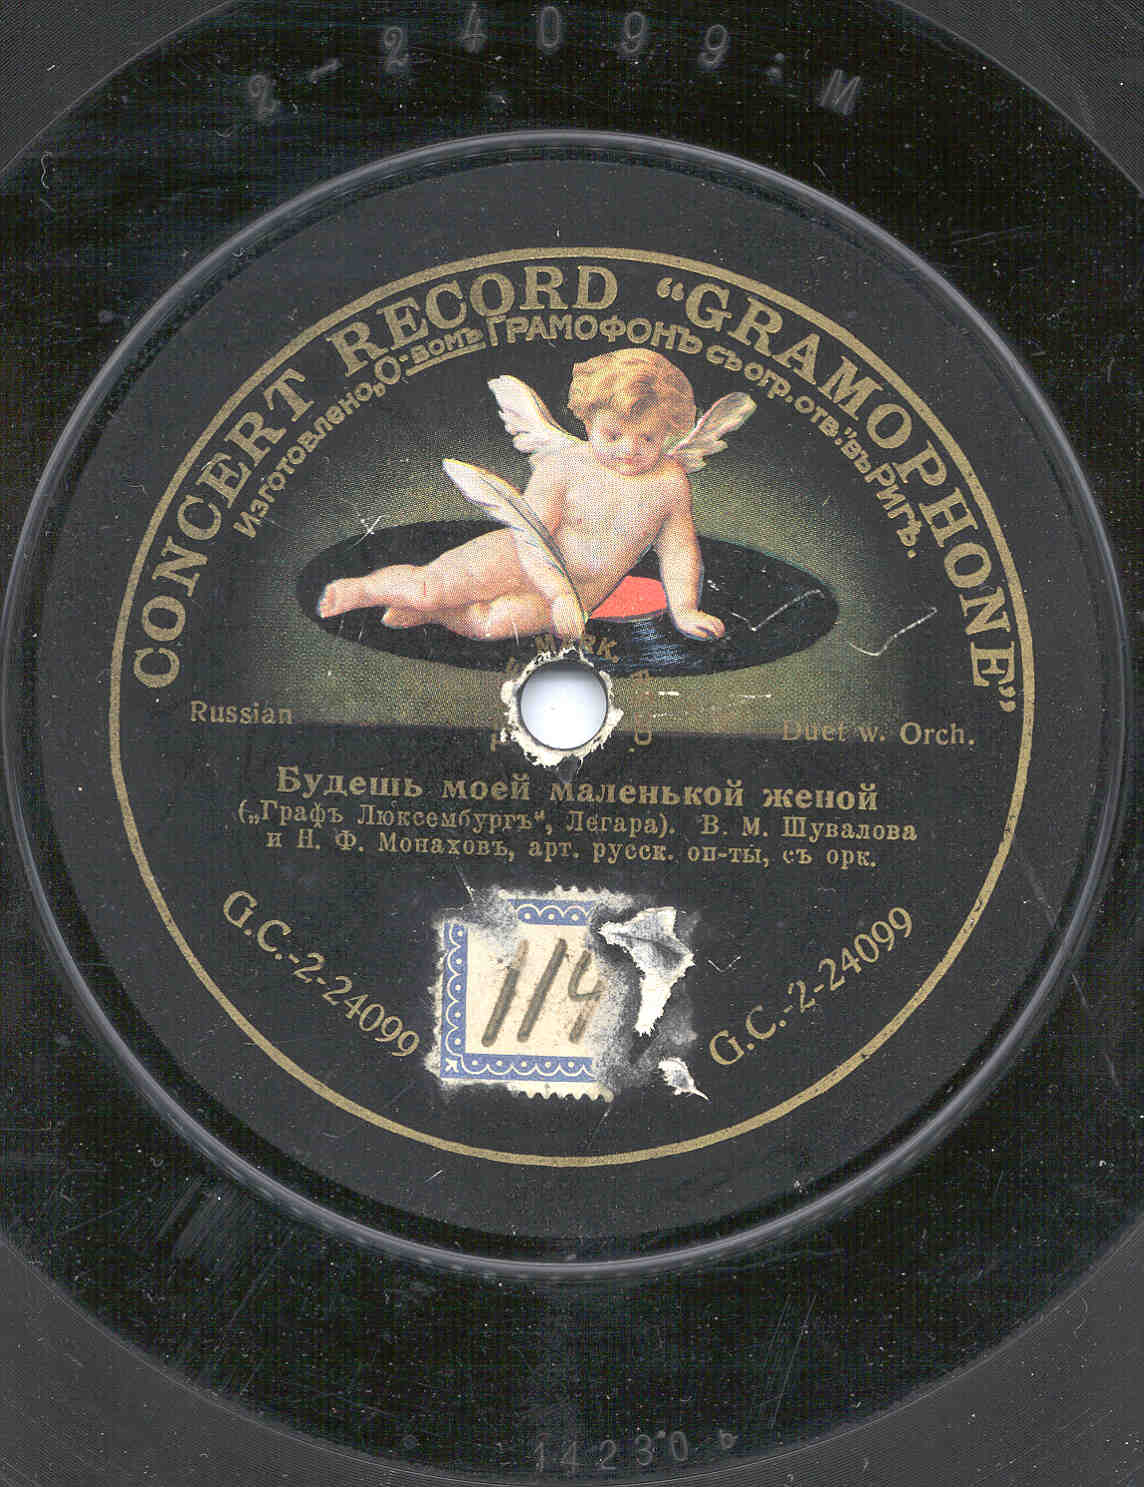 2-24099:M
CONCERT RECORD “GRAMOPHONE”
Изготовлено „О-вомъ ГРАМОФОНЪ съ огр. отв.“ въ Ригѣ.
MARK.
Russian
Duet w. Orch.
Будешь моей маленькой женой
(„Графъ Люксембургъ“, Легара). В. М. Шувалова
и Н. Ф. Монаховъ, арт. русск. оп-ты, съ орк.
G.C.-2-24099
G.C.-2-24099
114
14230 b